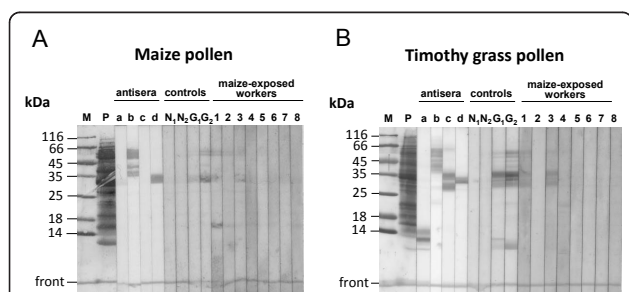 A
Maize pollen
antisera controls maize-exposed workers
kDa
M P a b c d N1 N2 G1 G2 1 2 3 4 5 6 7 8
116
66
45
35
25
18
14
front
B
Timothy grass pollen
antisera controls maize-exposed workers
kDa
M P a b c d N1 N2 G1 G2 1 2 3 4 5 6 7 8
116
66
45
35
25
18
14
front